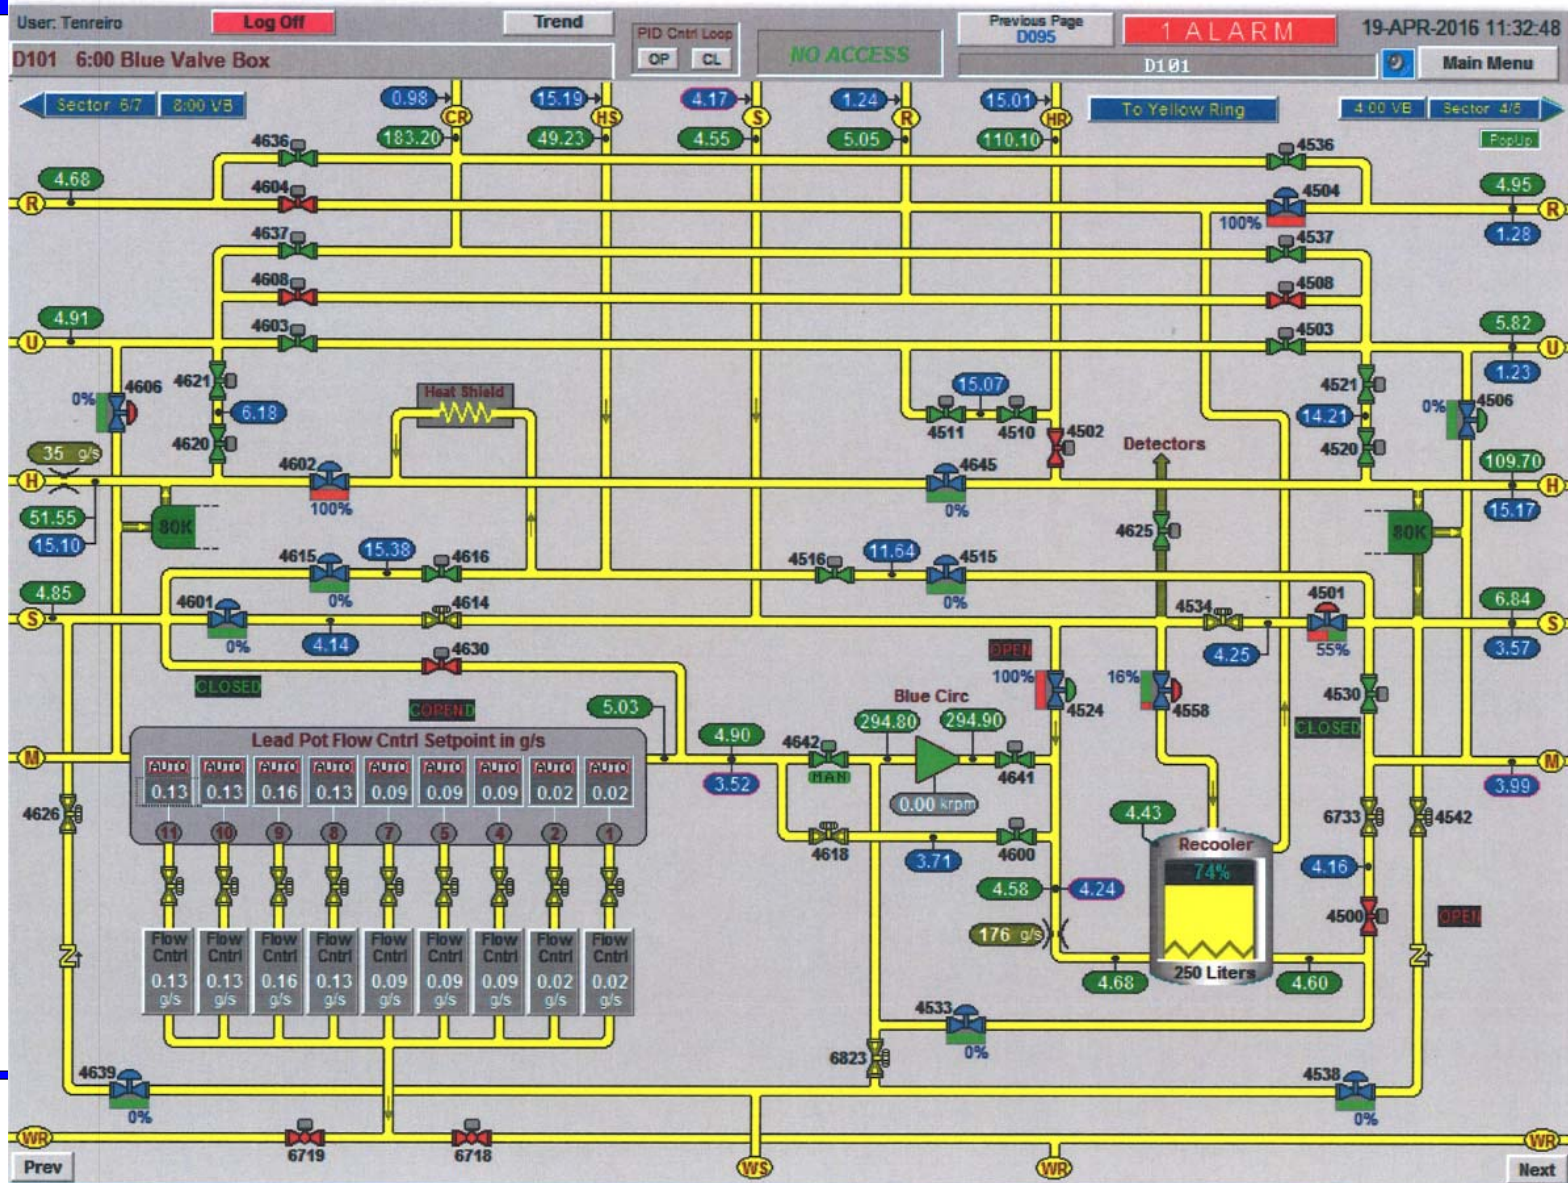 User: Tenreiro
Log Off
Trend
PID Cntrl Loop
OP CL
NO ACCESS
Previous Page
D095
1 ALARM
19-APR-2016 11:32:48
D101 6:00 Blue Valve Box
D101
Main Menu
Sector 6/7 8:00 VB
0.98 15.19 4.17 1.24 15.01
To Yellow Ring
4:00 VB Sector 4/5
CR HS S R HR
183.20 49.23 4.55 5.05 110.10
PopUp
4636 4536
4.68 4604 4504 4.95
R R
100%
4637 4537 1.28
4608 4508
4.91 4603 4503 5.82
U U
1.23
4621 4606 0% 6.18
Heat Shield
15.07
4521 4506 0% 14.21
4620
4511 4510 4502
Detectors
4520
35 g/s
4602 4645 109.70
H H
100% 0%
51.55
15.10
80K
4625
80K
15.17
4615 15.38 4616 4516 11.64 4515
0% 0%
4.85 4601 4614 4534 4501 6.84
S S
0% 4.14 4.25 55% 3.57
4630
OPEN
CLOSED
100% 4524
16% 4558
4530
5.03
Blue Circ
CLOSED
Lead Pot Flow Cntrl Setpoint in g/s
4.90 4642 294.80 294.90
M M
AUTO AUTO AUTO AUTO AUTO AUTO AUTO AUTO AUTO
0.13 0.13 0.16 0.13 0.09 0.09 0.09 0.02 0.02
3.52 MAN 4641 3.99
0.00 krpm
11 10 9 8 7 5 4 2 1
4626
4618 3.71 4600
4.43
6733 4542
Recooler
74%
4.58 4.24
4.16
4500
OPEN
176 g/s
250 Liters
4.68 4.60
Flow Flow Flow Flow Flow Flow Flow Flow Flow
Cntrl Cntrl Cntrl Cntrl Cntrl Cntrl Cntrl Cntrl Cntrl
0.13 0.13 0.16 0.13 0.09 0.09 0.09 0.02 0.02
g/s g/s g/s g/s g/s g/s g/s g/s g/s
4533
0%
6823
4639 4538
0% 0%
WR WR
6719 6718
Prev
WS WR
Next